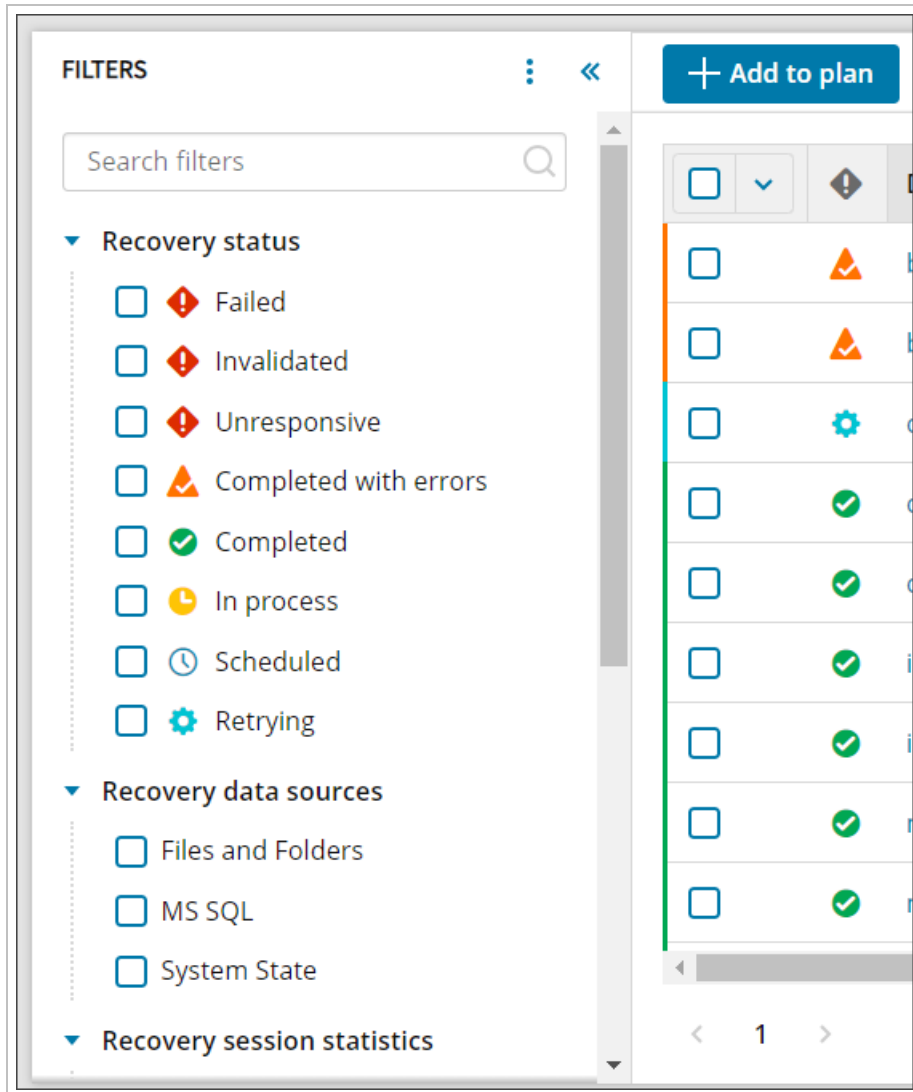 FILTERS
Add to plan
Search filters
Recovery status
Failed
Invalidated
Unresponsive
Completed with errors
Completed
In process
Scheduled
Retrying
Recovery data sources
Files and Folders
MS SQL
System State
Recovery session statistics
1